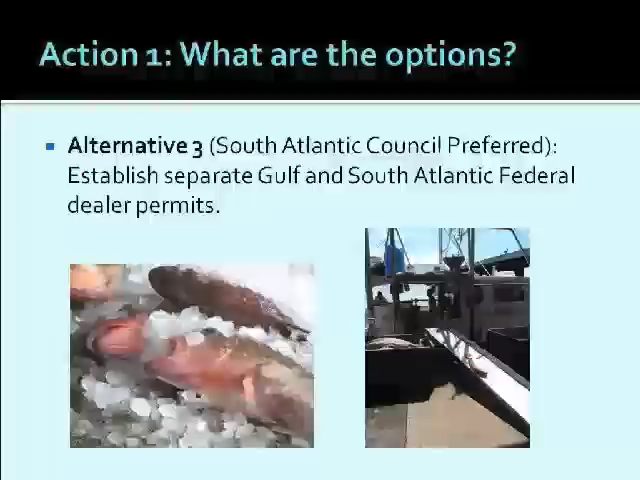 Action 1: What are the options?
Alternative 3 (South Atlantic Council Preferred):
Establish separate Gulf and South Atlantic Federal
dealer permits.